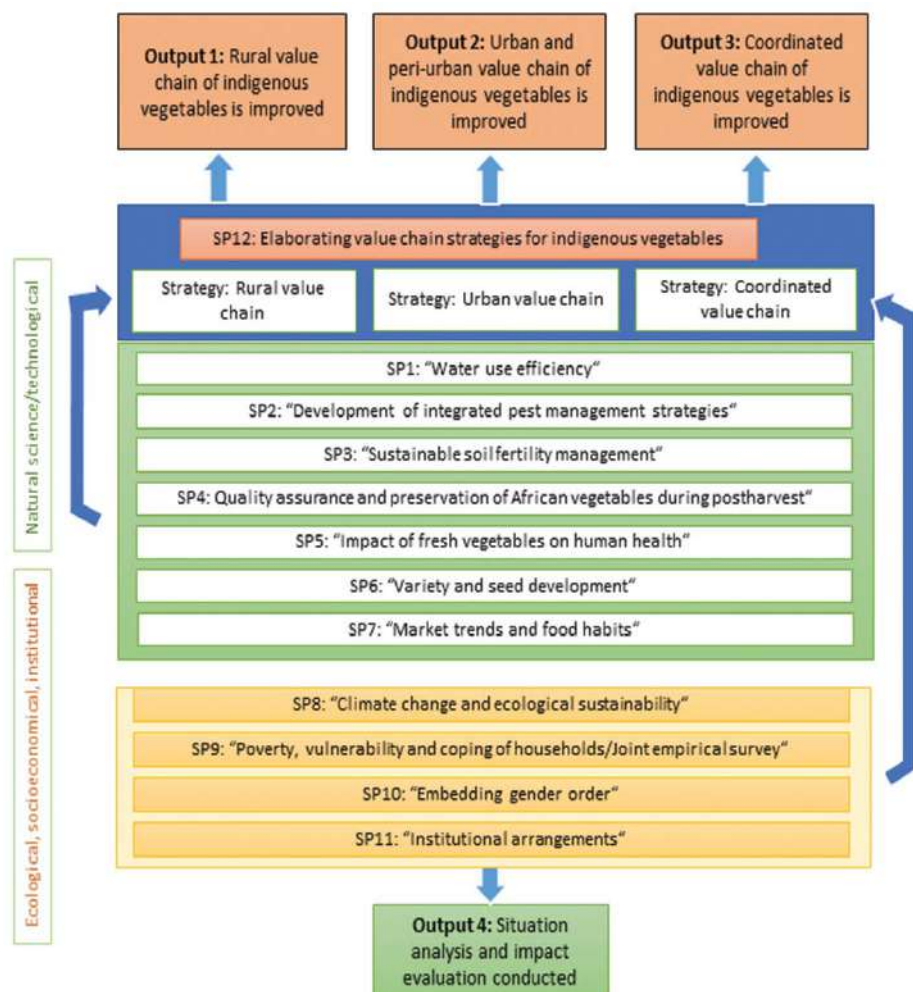 Output 1: Rural value
chain of indigenous
vegetables is improved
Output 2: Urban and
peri-urban value chain of
indigenous vegetables is
improved
Output 3: Coordinated
value chain of
indigenous vegetables is
improved
SP12: Elaborating value chain strategies for indigenous vegetables
Strategy: Rural value
chain
Strategy: Urban value chain
Strategy: Coordinated
value chain
Natural science/technological
SP1: “Water use efficiency“
SP2: “Development of integrated pest management strategies“
SP3: “Sustainable soil fertility management“
SP4: Quality assurance and preservation of African vegetables during postharvest“
SP5: “Impact of fresh vegetables on human health“
SP6: “Variety and seed development“
SP7: “Market trends and food habits“
Ecological, socioeconomical, institutional
SP8: “Climate change and ecological sustainability“
SP9: “Poverty, vulnerability and coping of households/Joint empirical survey“
SP10: “Embedding gender order“
SP11: “Institutional arrangements“
Output 4: Situation
analysis and impact
evaluation conducted